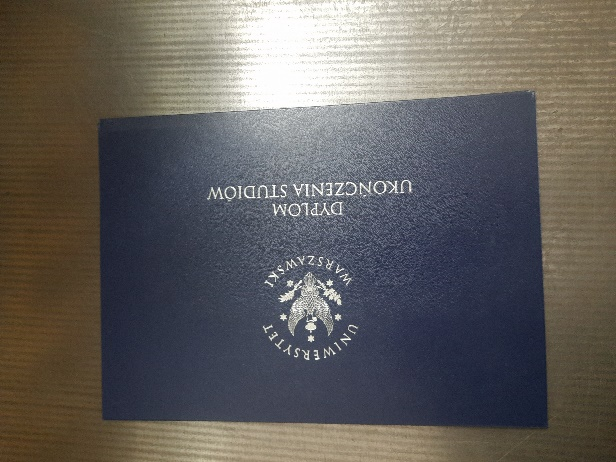 UNIWERSYTET
WARSZAWSKI
DYPLOM
UKOŃCZENIA STUDIÓW